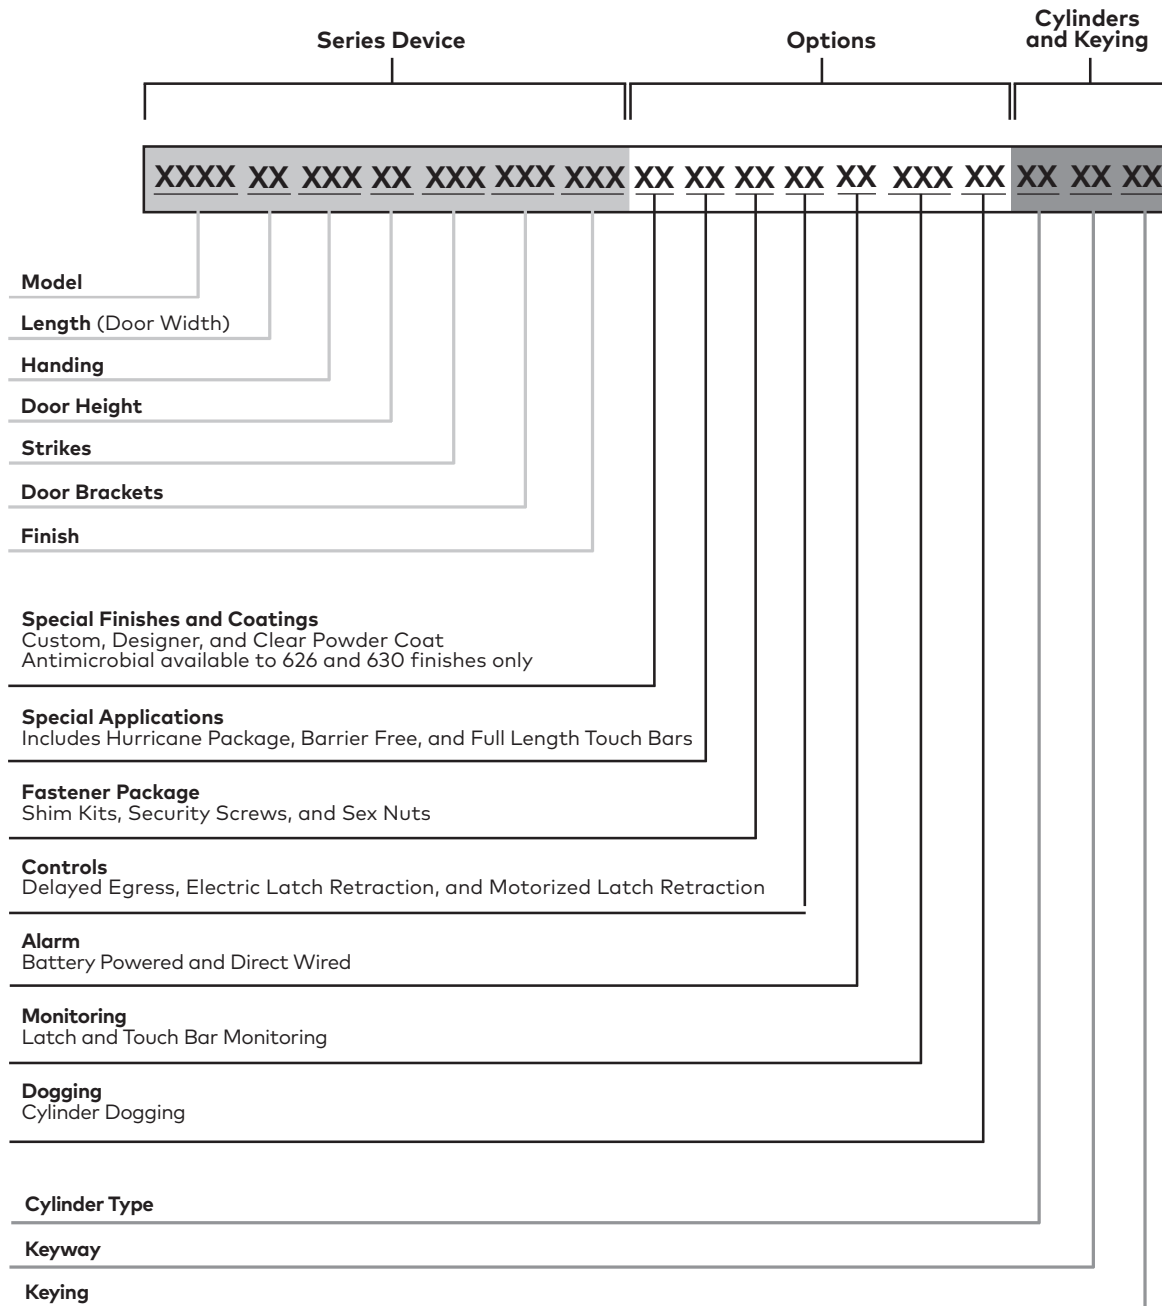 Series Device
Options
Cylinders
and Keying
XXXX XX XXX XX XXX XXX XXX XX XX XX XX XX XXX XX XX XX XX
Model
Length (Door Width)
Handing
Door Height
Strikes
Door Brackets
Finish
Special Finishes and Coatings
Custom, Designer, and Clear Powder Coat
Antimicrobial available to 626 and 630 finishes only
Special Applications
Includes Hurricane Package, Barrier Free, and Full Length Touch Bars
Fastener Package
Shim Kits, Security Screws, and Sex Nuts
Controls
Delayed Egress, Electric Latch Retraction, and Motorized Latch Retraction
Alarm
Battery Powered and Direct Wired
Monitoring
Latch and Touch Bar Monitoring
Dogging
Cylinder Dogging
Cylinder Type
Keyway
Keying